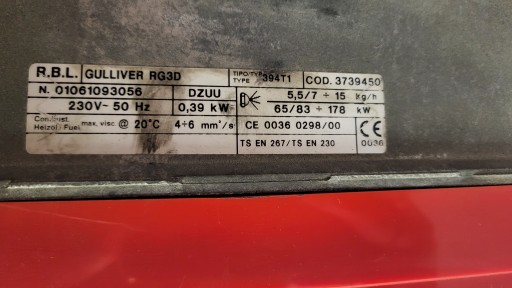 R.B.L. GULLIVER RG3D TIPO/TYP TYPE 394T1 COD. 3739450
N. 01061093056 DZUU 5,5/7 ÷ 15 kg/h
230V~ 50 Hz 0,39 kW 65/83 ÷ 178 kW
Combust. Heizöl - Fuel max. visc @ 20°C 4÷6 mm²/s CE 0036 0298/00 CE 0036
TS EN 267/TS EN 230